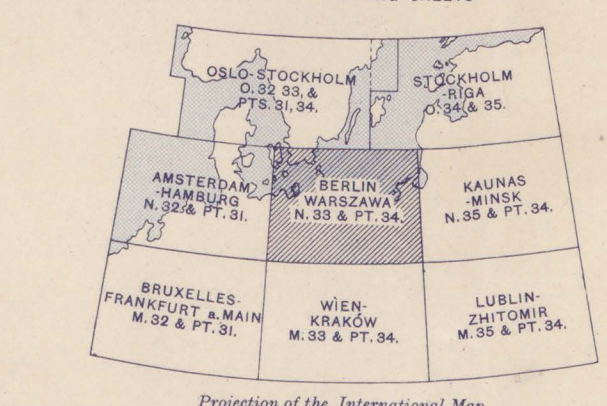 OSLO-STOCKHOLM
O.32 33, &
PTS. 31, 34.
STOCKHOLM
-RIGA
O.34 & 35.
AMSTERDAM
-HAMBURG
N. 32 & PT. 31.
BERLIN
WARSZAWA
N. 33 & PT. 34.
KAUNAS
-MINSK
N. 35 & PT. 34.
BRUXELLES-
FRANKFURT a.MAIN
M. 32 & PT. 31.
WIEN-
KRAKÓW
M. 33 & PT. 34.
LUBLIN-
ZHITOMIR
M. 35 & PT. 34.
Projection of the International Map